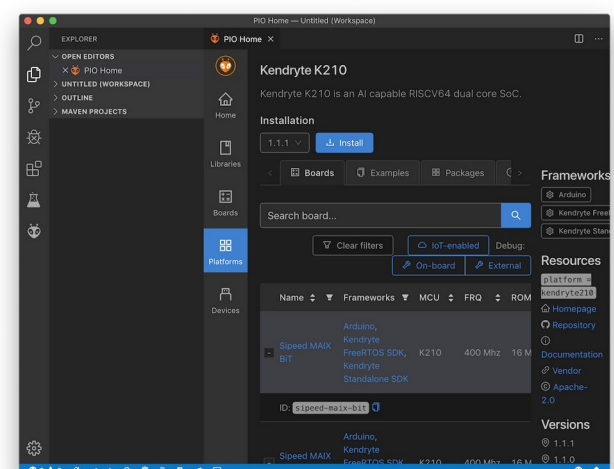 PIO Home — Untitled (Workspace)
EXPLORER
PIO Home
OPEN EDITORS
PIO Home
UNTITLED (WORKSPACE)
OUTLINE
MAVEN PROJECTS
Home
Libraries
Boards
Platforms
Devices
Kendryte K210
Kendryte K210 is an AI capable RISCV64 dual core SoC.
Installation
1.1.1
Install
Boards
Examples
Packages
Search board...
Clear filters
IoT-enabled
Debug:
On-board
External
Name Frameworks MCU FRQ ROM
Sipeed MAIX
BiT
Arduino,
Kendryte
FreeRTOS SDK,
Kendryte
Standalone SDK
K210
400 Mhz
16 M
ID: sipeed-maix-bit
Sipeed MAIX
Arduino,
Kendryte
FreeRTOS SDK,
K210
400 Mhz
16 M
Frameworks
Arduino
Kendryte Free
Kendryte Stan
Resources
platform =
kendryte210
Homepage
Repository
Documentation
Vendor
Apache-
2.0
Versions
1.1.1
1.1.0